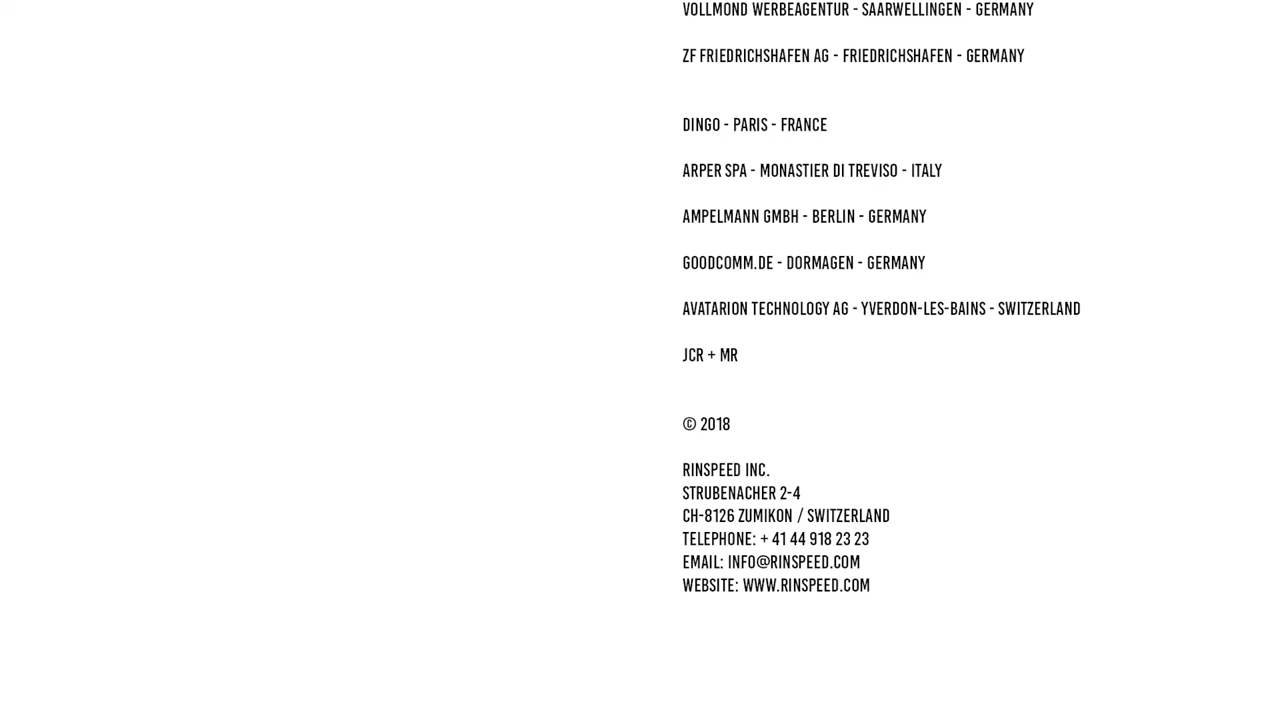 VOLLMOND WERBEAGENTUR - SAARWELLINGEN - GERMANY
ZF FRIEDRICHSHAFEN AG - FRIEDRICHSHAFEN - GERMANY
DINGO - PARIS - FRANCE
ARPER SPA - MONASTIER DI TREVISO - ITALY
AMPELMANN GMBH - BERLIN - GERMANY
GOODCOMM.DE - DORMAGEN - GERMANY
AVATARION TECHNOLOGY AG - YVERDON-LES-BAINS - SWITZERLAND
JCR + MR
© 2018
RINSPEED INC.
STRUBENACHER 2-4
CH-8126 ZUMIKON / SWITZERLAND
TELEPHONE: + 41 44 918 23 23
EMAIL: INFO@RINSPEED.COM
WEBSITE: WWW.RINSPEED.COM